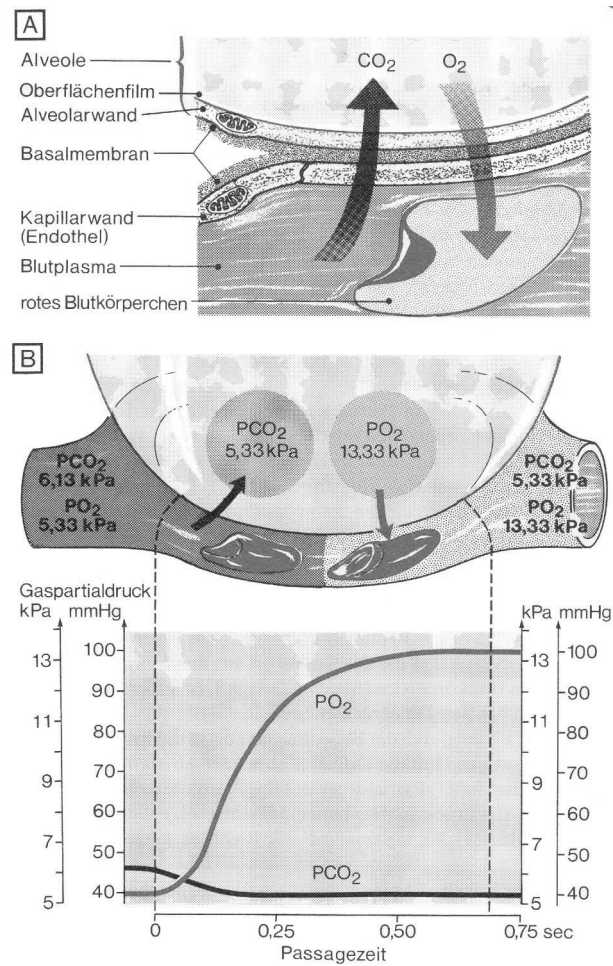 A
Alveole
CO2 O2
Oberflächenfilm
Alveolarwand
Basalmembran
Kapillarwand
(Endothel)
Blutplasma
rotes Blutkörperchen
B
PCO2
6,13 kPa
PO2
5,33 kPa
PCO2
5,33 kPa
PO2
13,33 kPa
PCO2
5,33 kPa
PO2
13,33 kPa
Gaspartialdruck
kPa mmHg
kPa mmHg
13 100
90
11 80
9 70
60
7 50
5 40
PO2
PCO2
13 100
90
11 80
9 70
60
7 50
5 40
0 0,25 0,50 0,75 sec
Passagezeit